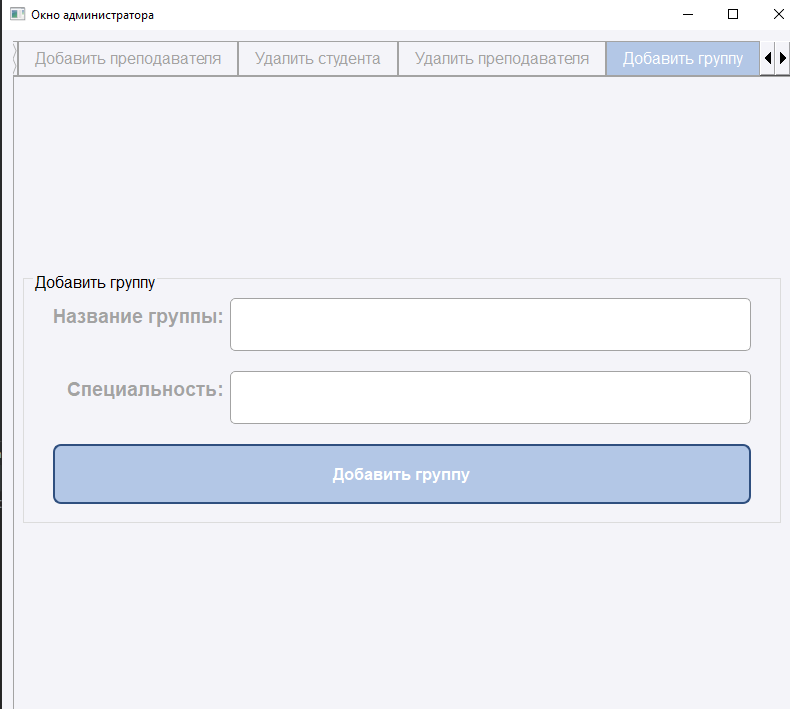 Окно администратора
Добавить преподавателя Удалить студента Удалить преподавателя Добавить группу
Добавить группу
Название группы:
Специальность:
Добавить группу